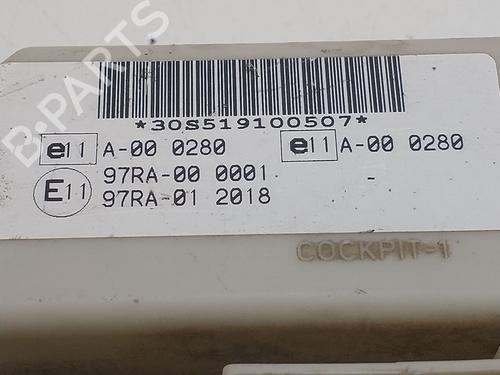 B-PARTS
*30S519100507*
e11 A-00 0280 e11 A-00 0280
E11 97RA-00 0001
97RA-01 2018
COCKPIT-1